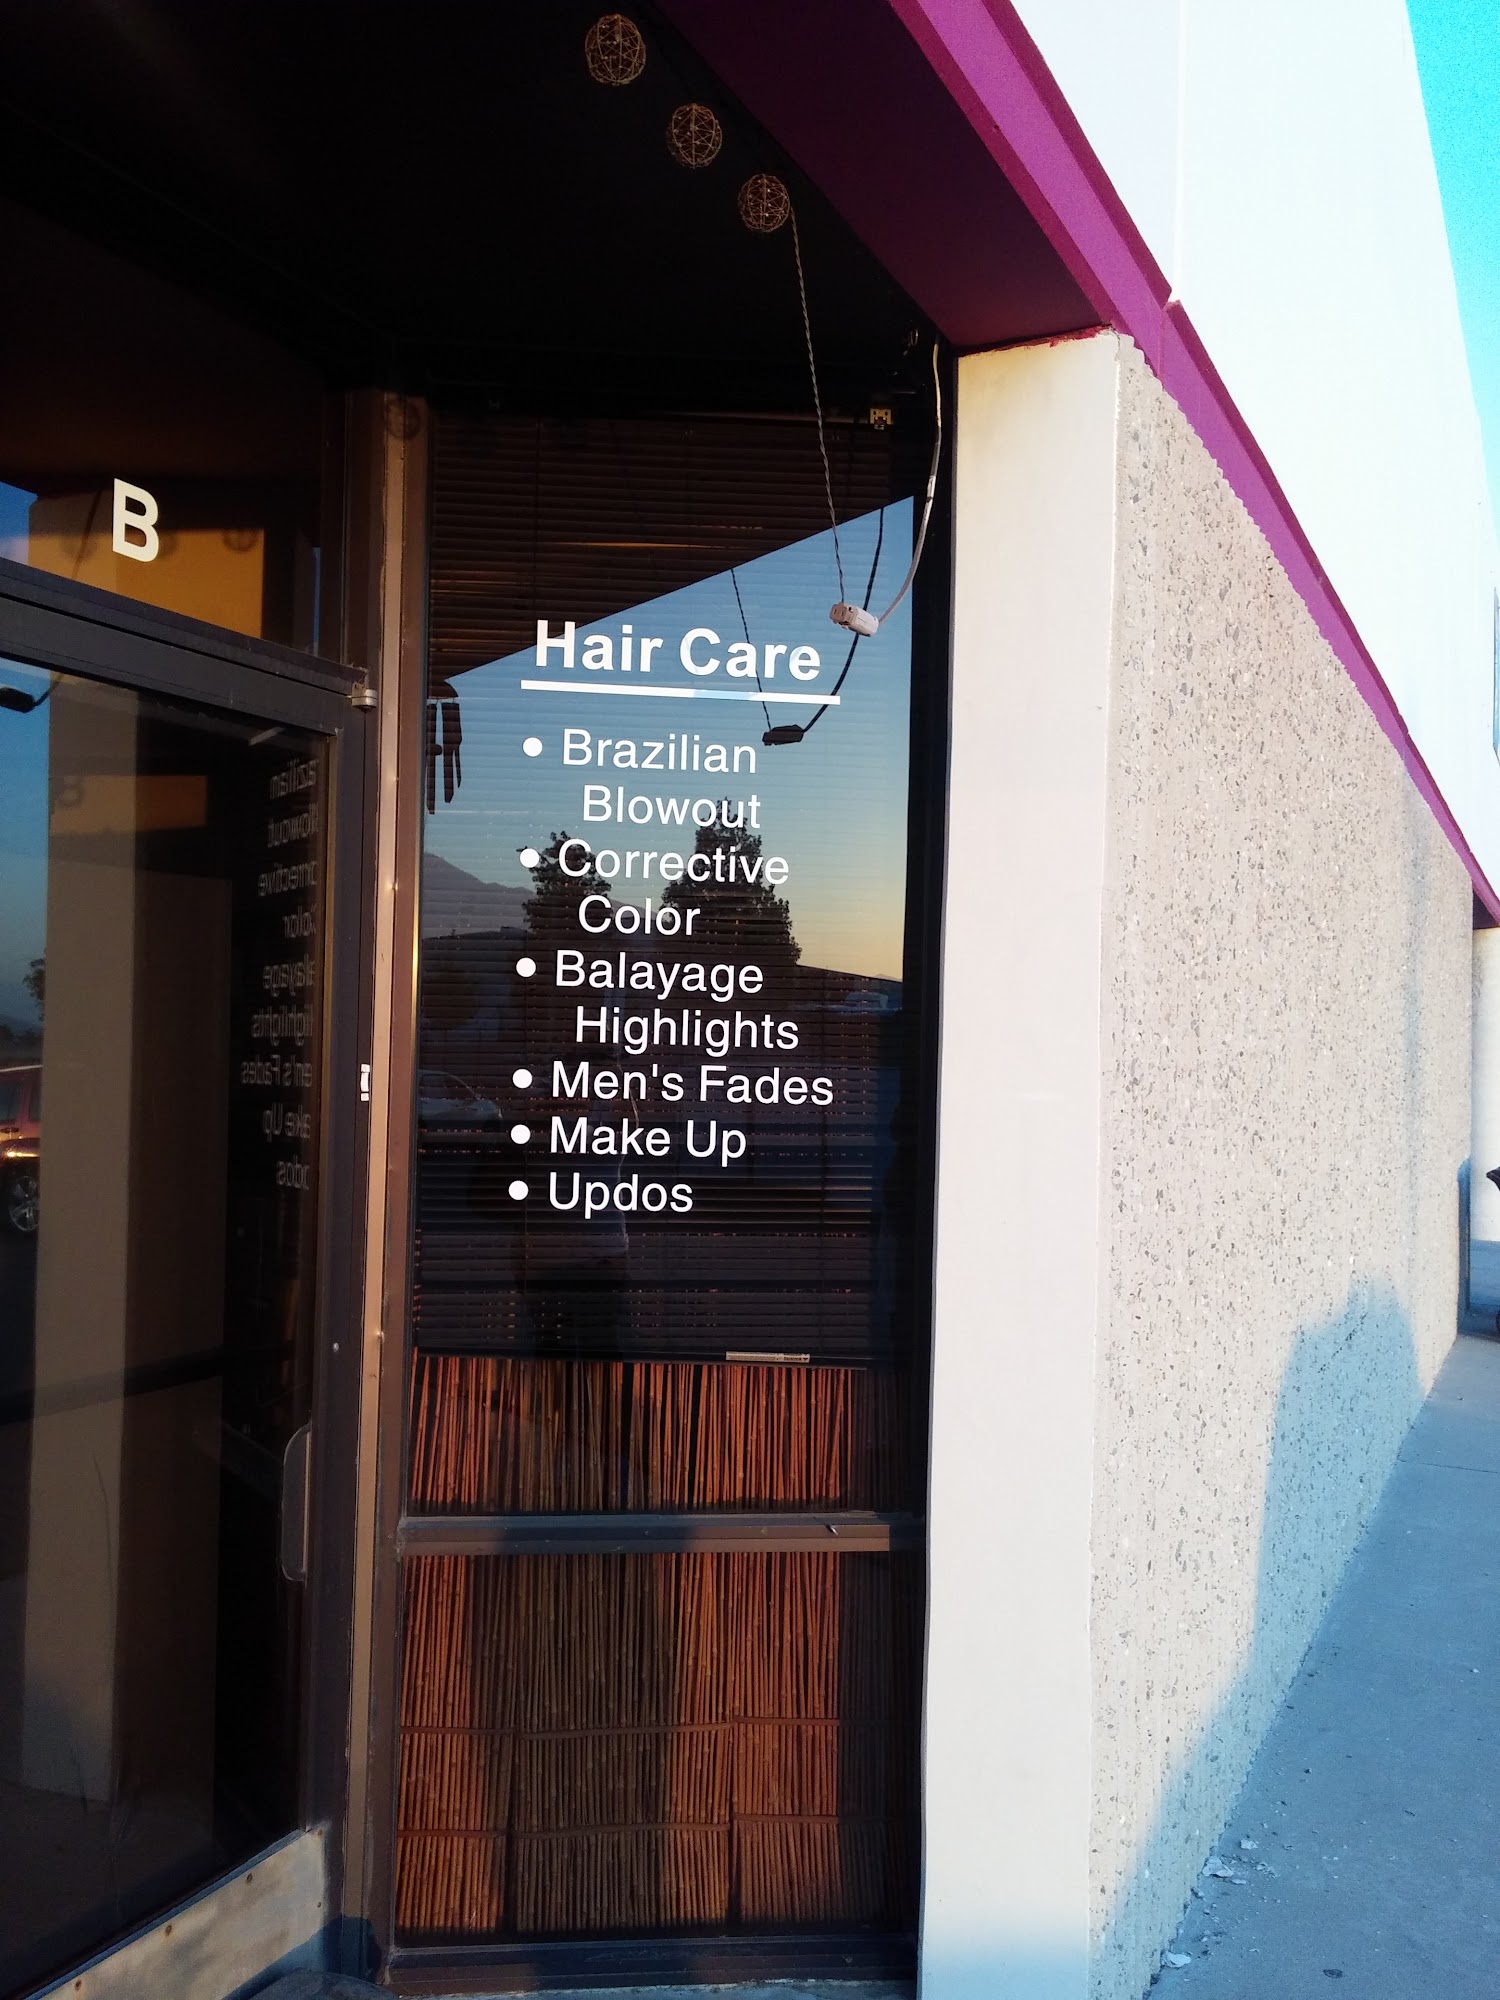 B
Hair Care
• Brazilian
Blowout
• Corrective
Color
• Balayage
Highlights
• Men's Fades
• Make Up
• Updos